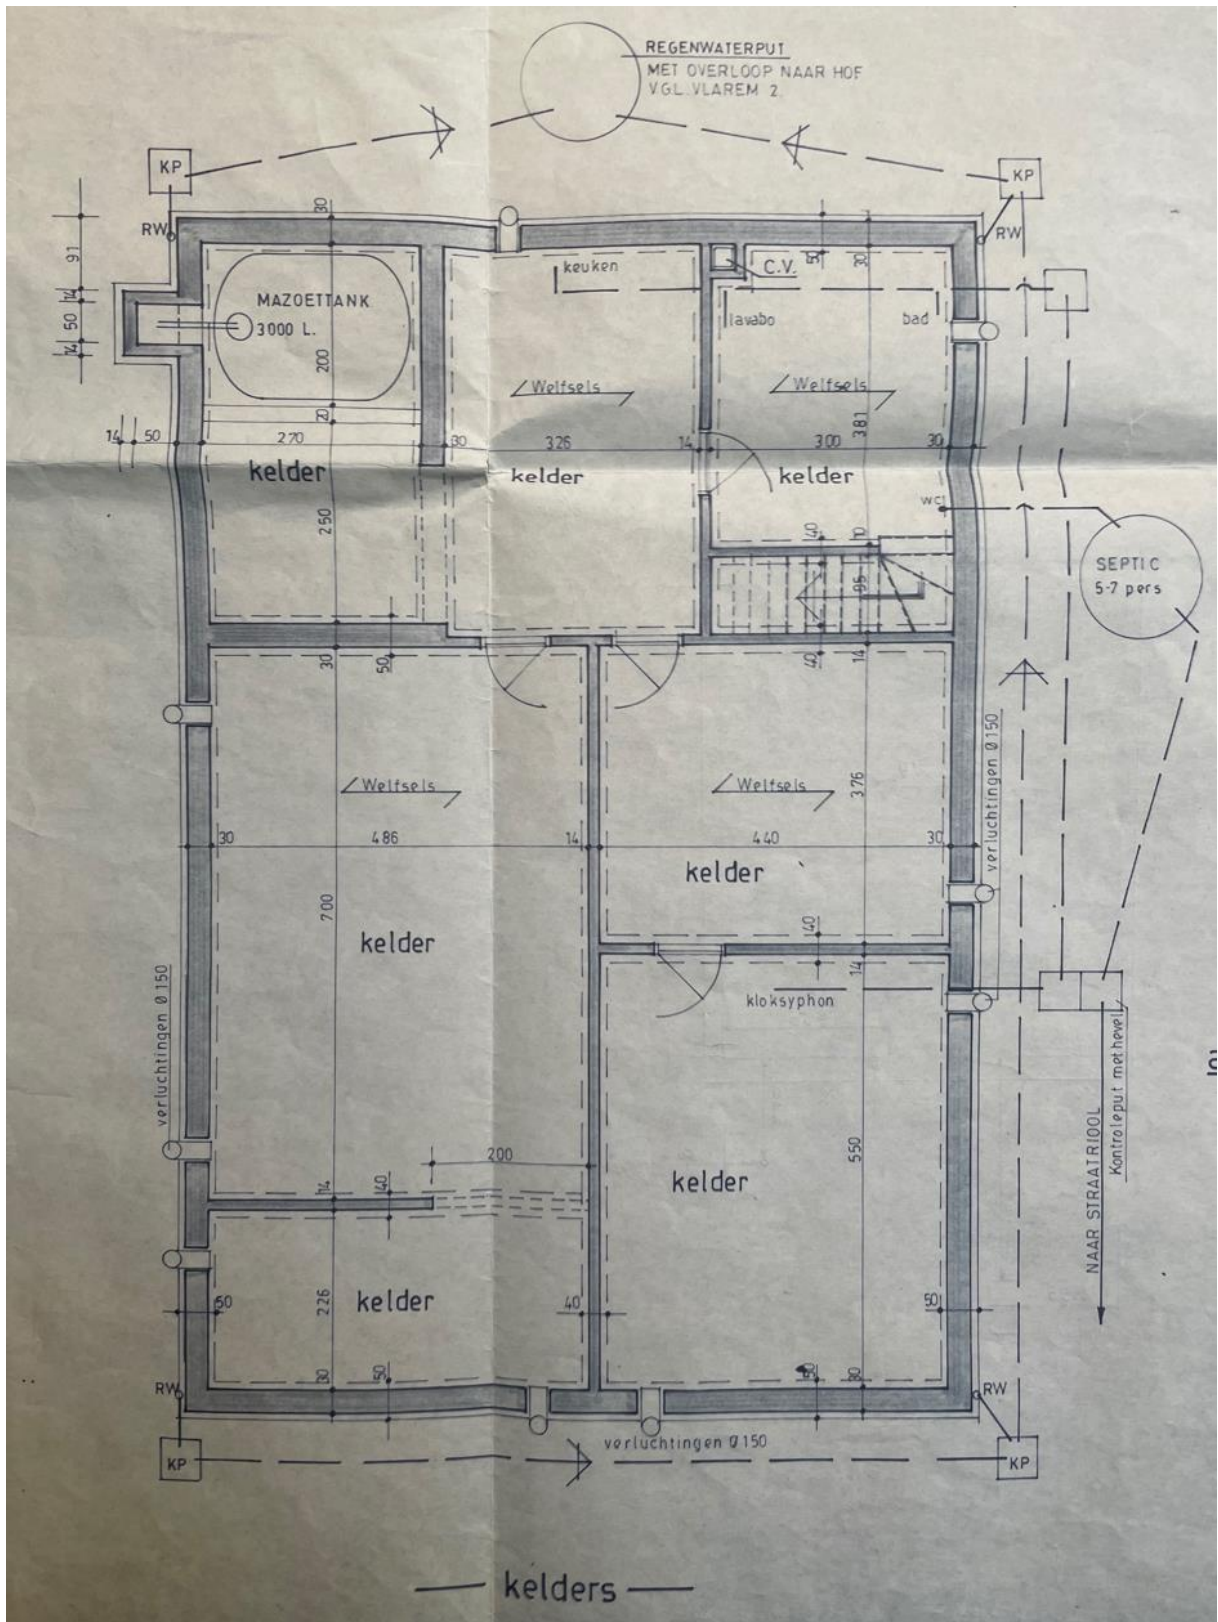 REGENWATERPUT
MET OVERLOOP NAAR HOF
VGL.VLAREM 2.
KP
KP
RW
RW
30
91
14
50
14
MAZOETTANK
3000 L.
200
20
keuken
C.V.
30
lavabo
bad
Welfsels
Welfsels
381
14
50
270
30
326
14
300
30
kelder
kelder
kelder
250
wc
40
10
95
SEPTIC
5-7 pers
30
50
40
14
Welfsels
Welfsels
376
verluchtingen Ø 150
30
486
14
440
30
kelder
700
kelder
40
14
kloksyphon
verluchtingen Ø 150
Kontroleput met hevel
NAAR STRAATRIOOL
200
550
kelder
14
40
50
226
kelder
40
50
30
50
30
RW
RW
KP
verluchtingen Ø 150
KP
kelders